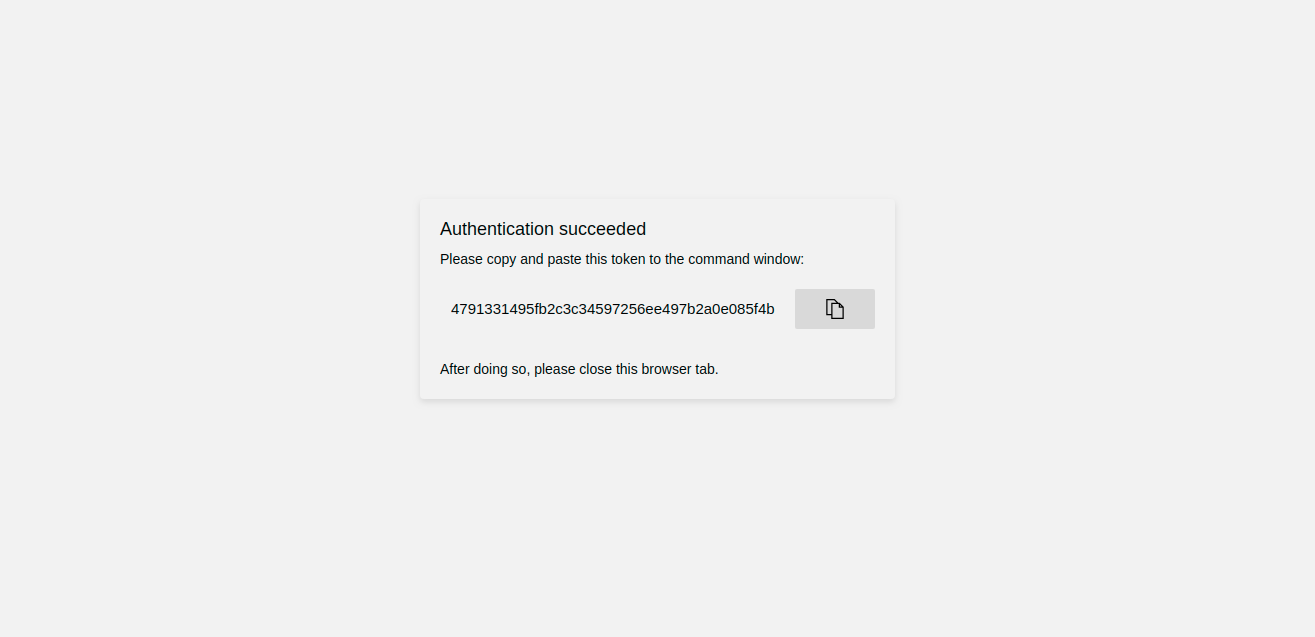 Authentication succeeded
Please copy and paste this token to the command window:
4791331495fb2c3c34597256ee497b2a0e085f4b
After doing so, please close this browser tab.